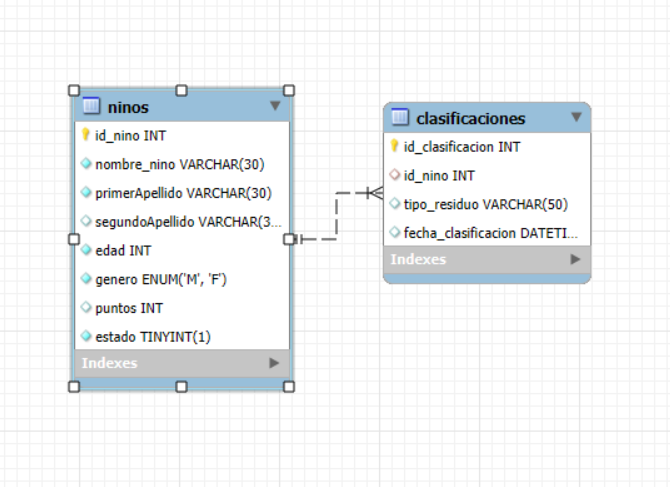 ninos
id_nino INT
nombre_nino VARCHAR(30)
primerApellido VARCHAR(30)
segundoApellido VARCHAR(3...
edad INT
genero ENUM('M', 'F')
puntos INT
estado TINYINT(1)
Indexes
clasificaciones
id_clasificacion INT
id_nino INT
tipo_residuo VARCHAR(50)
fecha_clasificacion DATETI...
Indexes